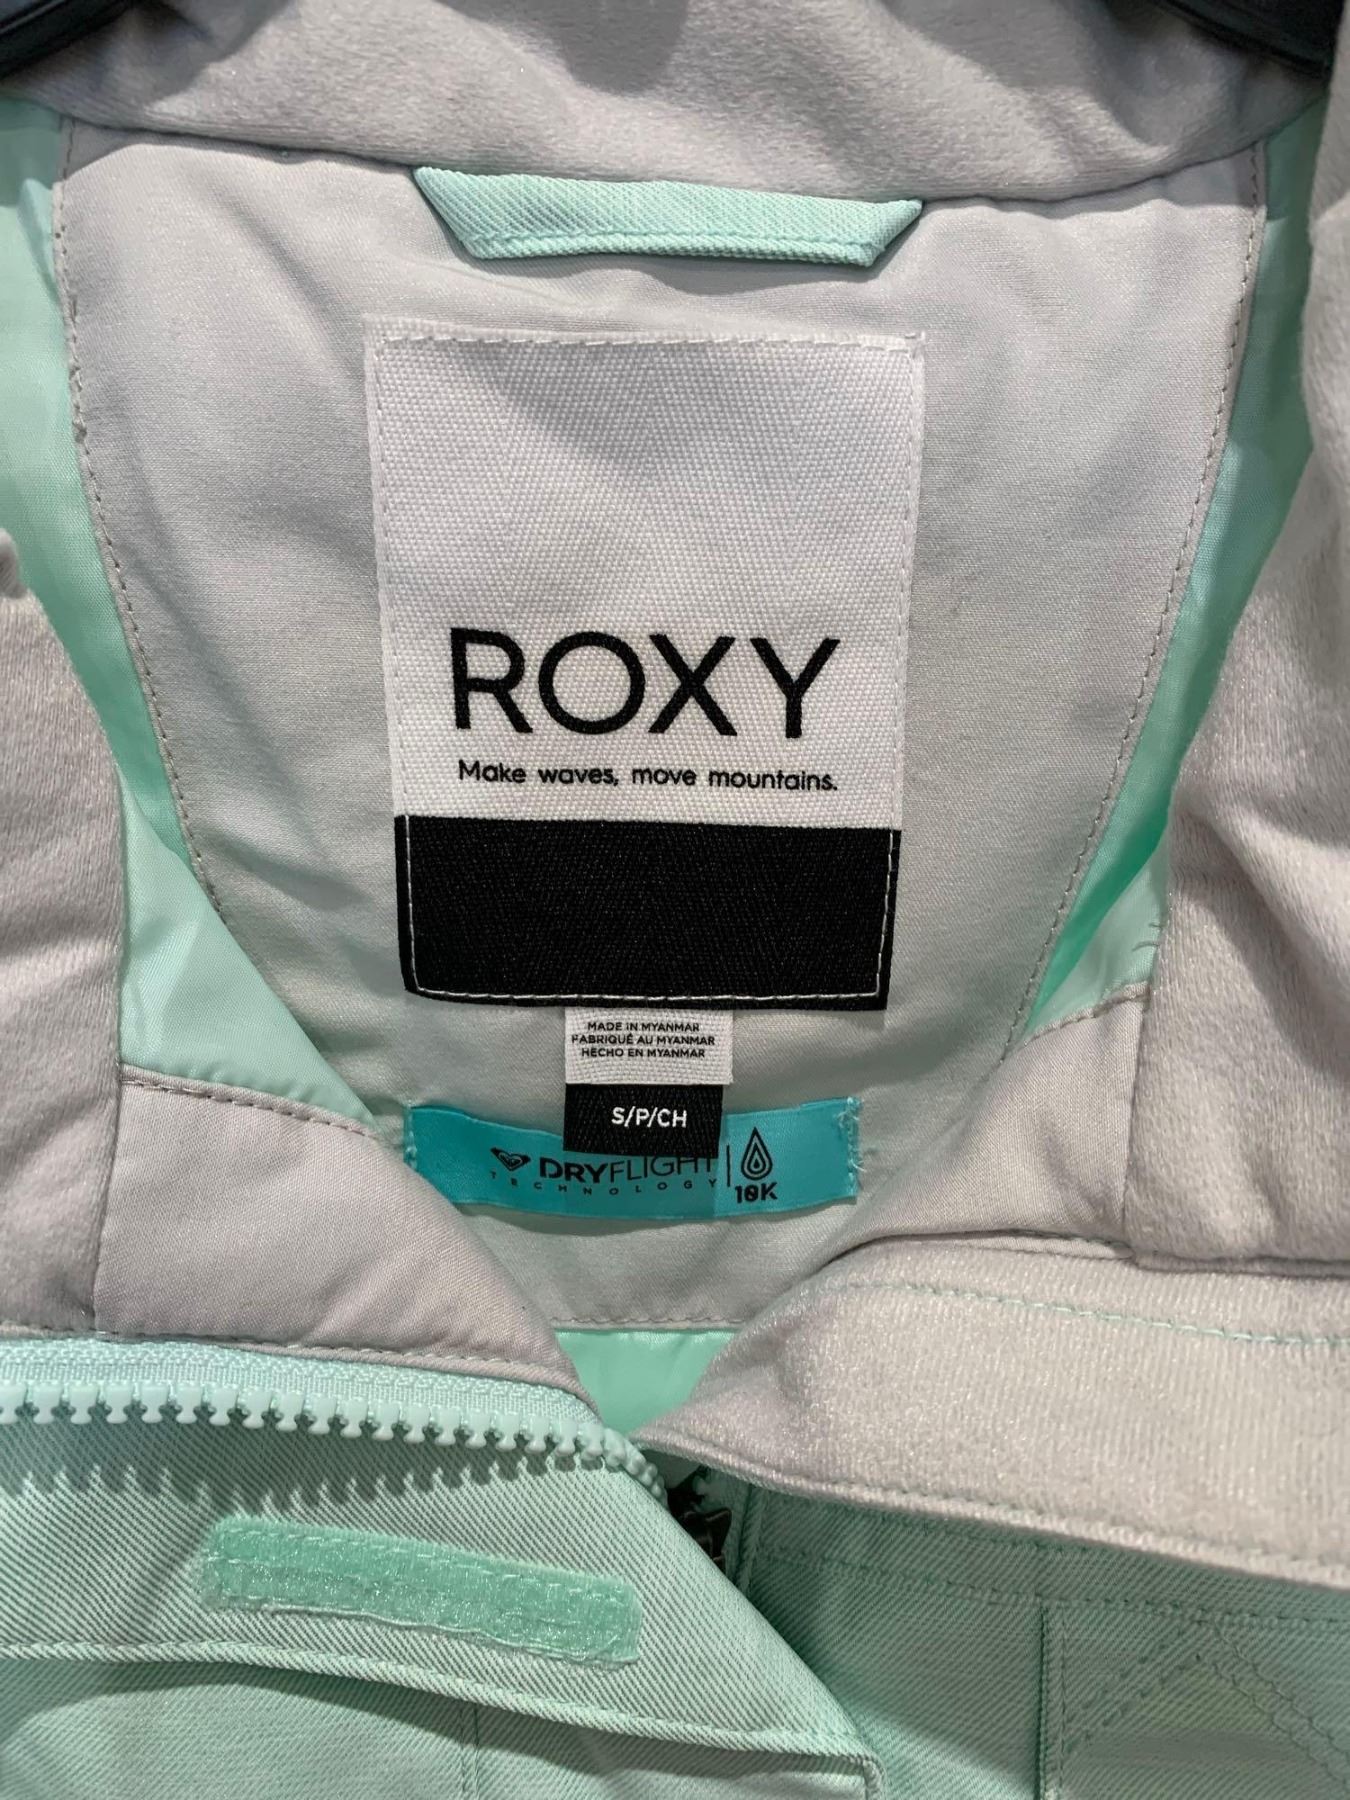 ROXY
Make waves, move mountains.
MADE IN MYANMAR
FABRIQUÉ AU MYANMAR
HECHO EN MYANMAR
S/P/CH
DRYFLIGHT
TECHNOLOGY
10K